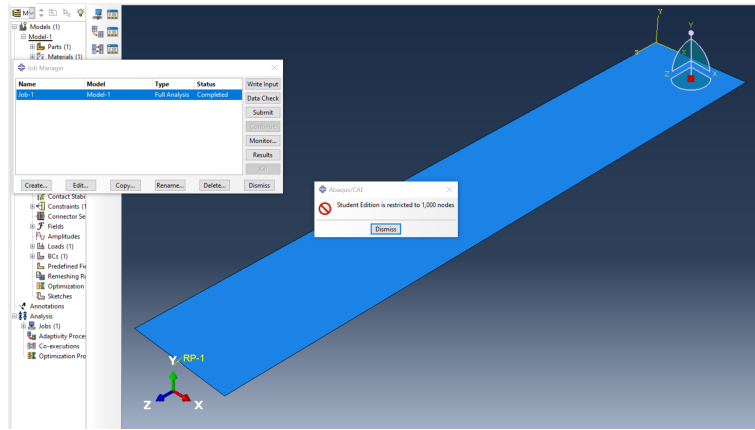 Models (1)
Model-1
Parts (1)
Materials (1)
Job Manager
Name Model Type Status
Job-1 Model-1 Full Analysis Completed
Write Input
Data Check
Submit
Continue
Monitor...
Results
Kill
Create... Edit... Copy... Rename... Delete... Dismiss
Abaqus/CAE
Student Edition is restricted to 1,000 nodes
Dismiss
Contact Stabi
Constraints (1
Connector Se
Fields
Amplitudes
Loads (1)
BCs (1)
Predefined Fie
Remeshing Ru
Optimization
Sketches
Annotations
Analysis
Jobs (1)
Adaptivity Proces
Co-executions
Optimization Pro
Y
Z
X
RP-1
Y
Z X